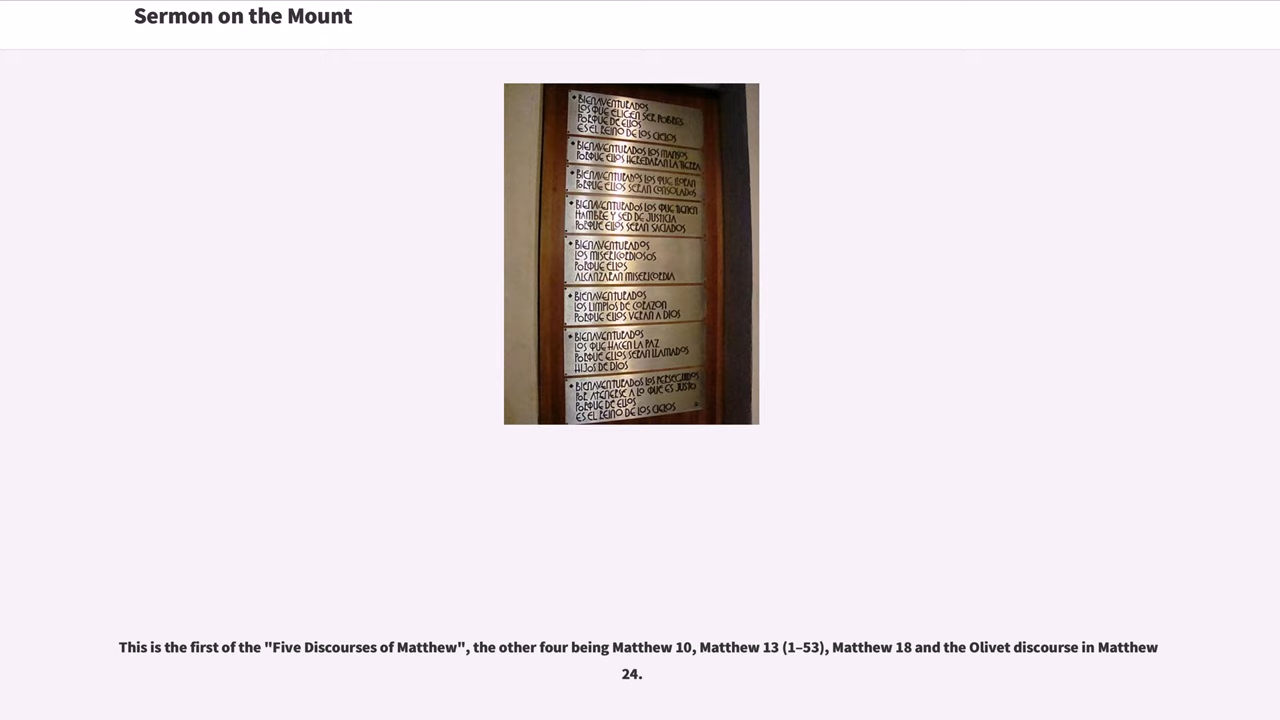 Sermon on the Mount
BIENAVENTURADOS
LOS QUE ELIGEN SER POBRES
PORQUE DE ELLOS
ES EL REINO DE LOS CIELOS
BIENAVENTURADOS LOS MANSOS
PORQUE ELLOS HEREDARAN LA TIERRA
BIENAVENTURADOS LOS QUE LLORAN
PORQUE ELLOS SERAN CONSOLADOS
BIENAVENTURADOS LOS QUE TIENEN
HAMBRE Y SED DE JUSTICIA
PORQUE ELLOS SERAN SACIADOS
BIENAVENTURADOS
LOS MISERICORDIOSOS
PORQUE ELLOS
ALCANZARAN MISERICORDIA
BIENAVENTURADOS
LOS LIMPIOS DE CORAZON
PORQUE ELLOS VERAN A DIOS
BIENAVENTURADOS
LOS QUE HACEN LA PAZ
PORQUE ELLOS SERAN LLAMADOS
HIJOS DE DIOS
BIENAVENTURADOS LOS PERSEGUIDOS
POR ATENERSE A LO QUE ES JUSTO
PORQUE DE ELLOS
ES EL REINO DE LOS CIELOS
This is the first of the "Five Discourses of Matthew", the other four being Matthew 10, Matthew 13 (1–53), Matthew 18 and the Olivet discourse in Matthew
24.